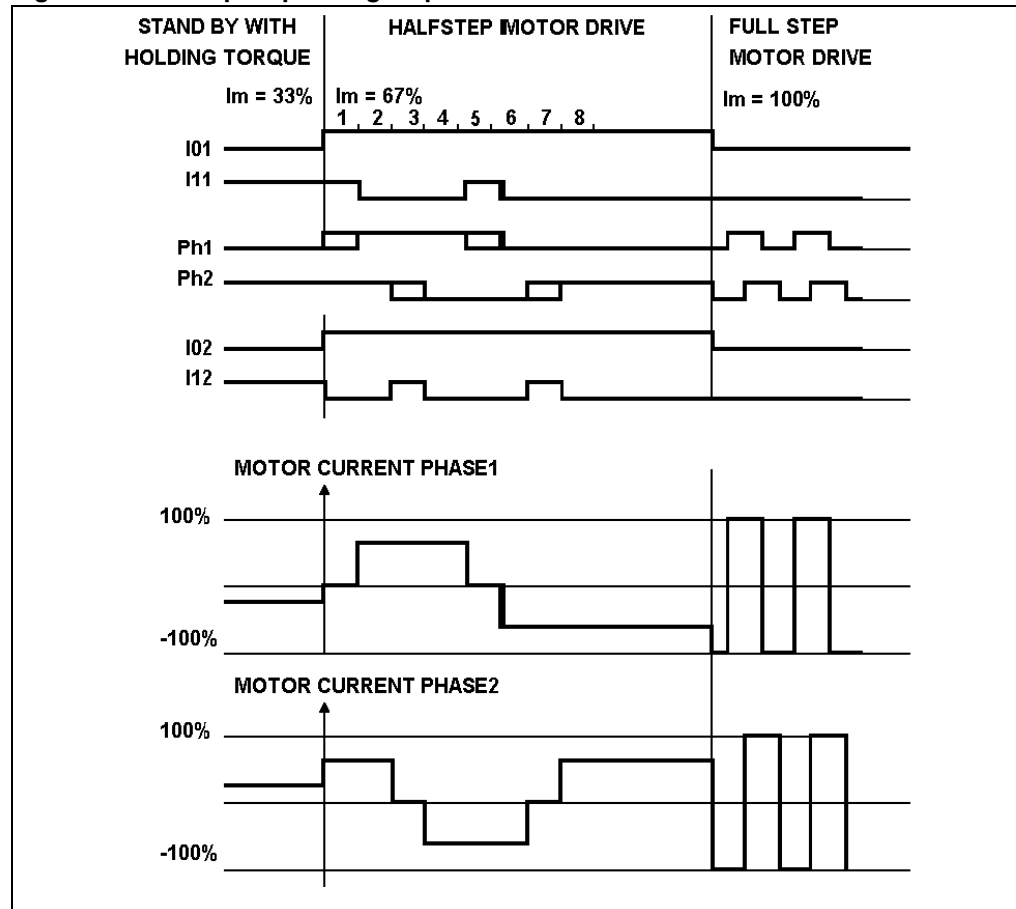 STAND BY WITH HOLDING TORQUE
HALFSTEP MOTOR DRIVE
FULL STEP MOTOR DRIVE
Im = 33%
Im = 67%
Im = 100%
1 2 3 4 5 6 7 8
I01
I11
Ph1
Ph2
I02
I12
MOTOR CURRENT PHASE1
100%
-100%
MOTOR CURRENT PHASE2
100%
-100%